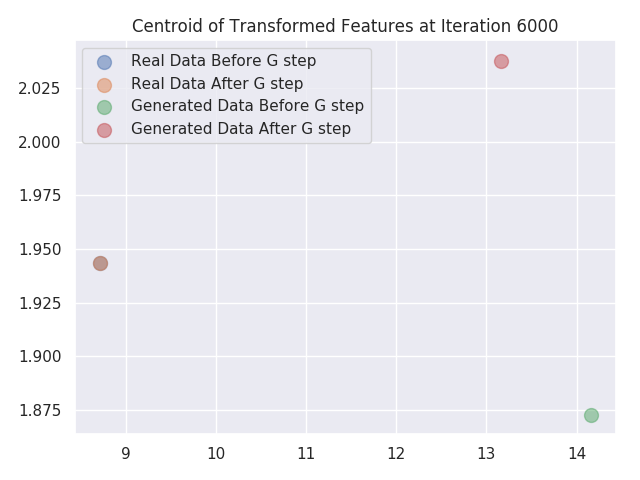 Centroid of Transformed Features at Iteration 6000
Real Data Before G step
Real Data After G step
Generated Data Before G step
Generated Data After G step
2.025
2.000
1.975
1.950
1.925
1.900
1.875
9 10 11 12 13 14